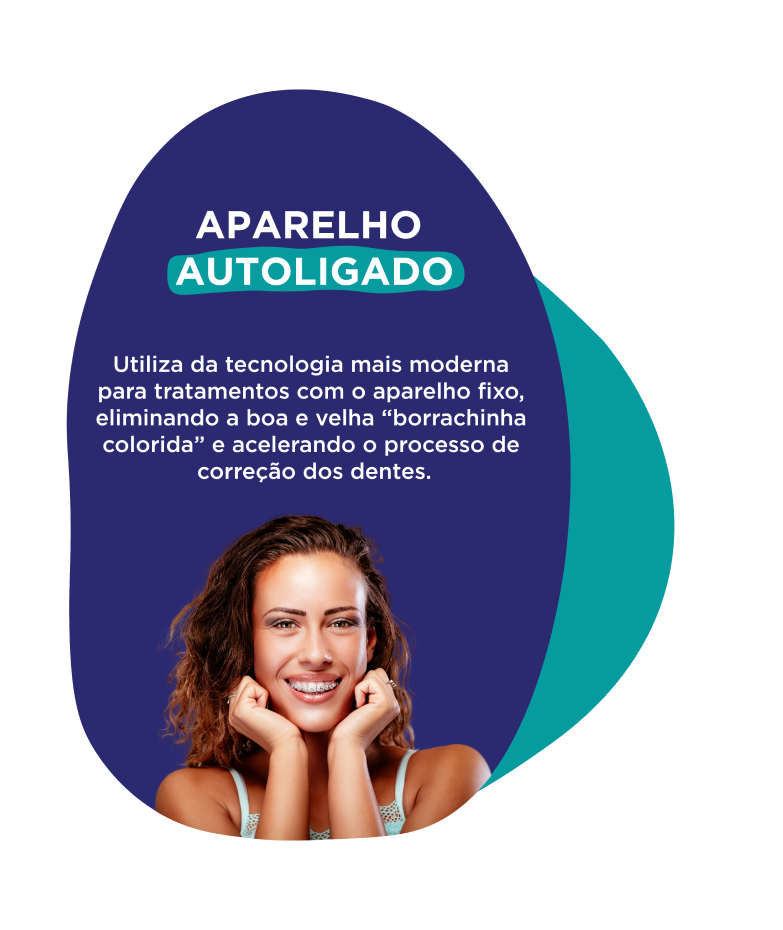 APARELHO
AUTOLIGADO
Utiliza da tecnologia mais moderna
para tratamentos com o aparelho fixo,
eliminando a boa e velha “borrachinha
colorida” e acelerando o processo de
correção dos dentes.